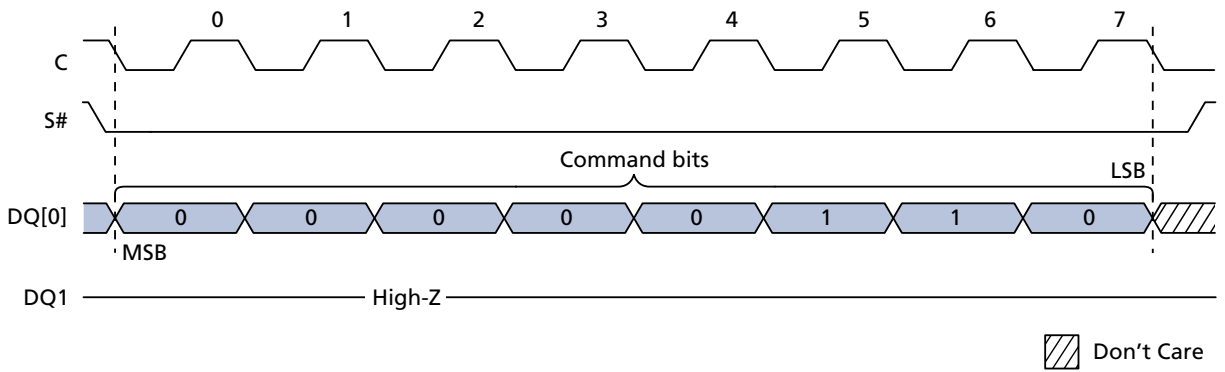 0 1 2 3 4 5 6 7
C
S#
Command bits
LSB
DQ[0] 0 0 0 0 0 1 1 0
MSB
DQ1 High-Z
Don't Care